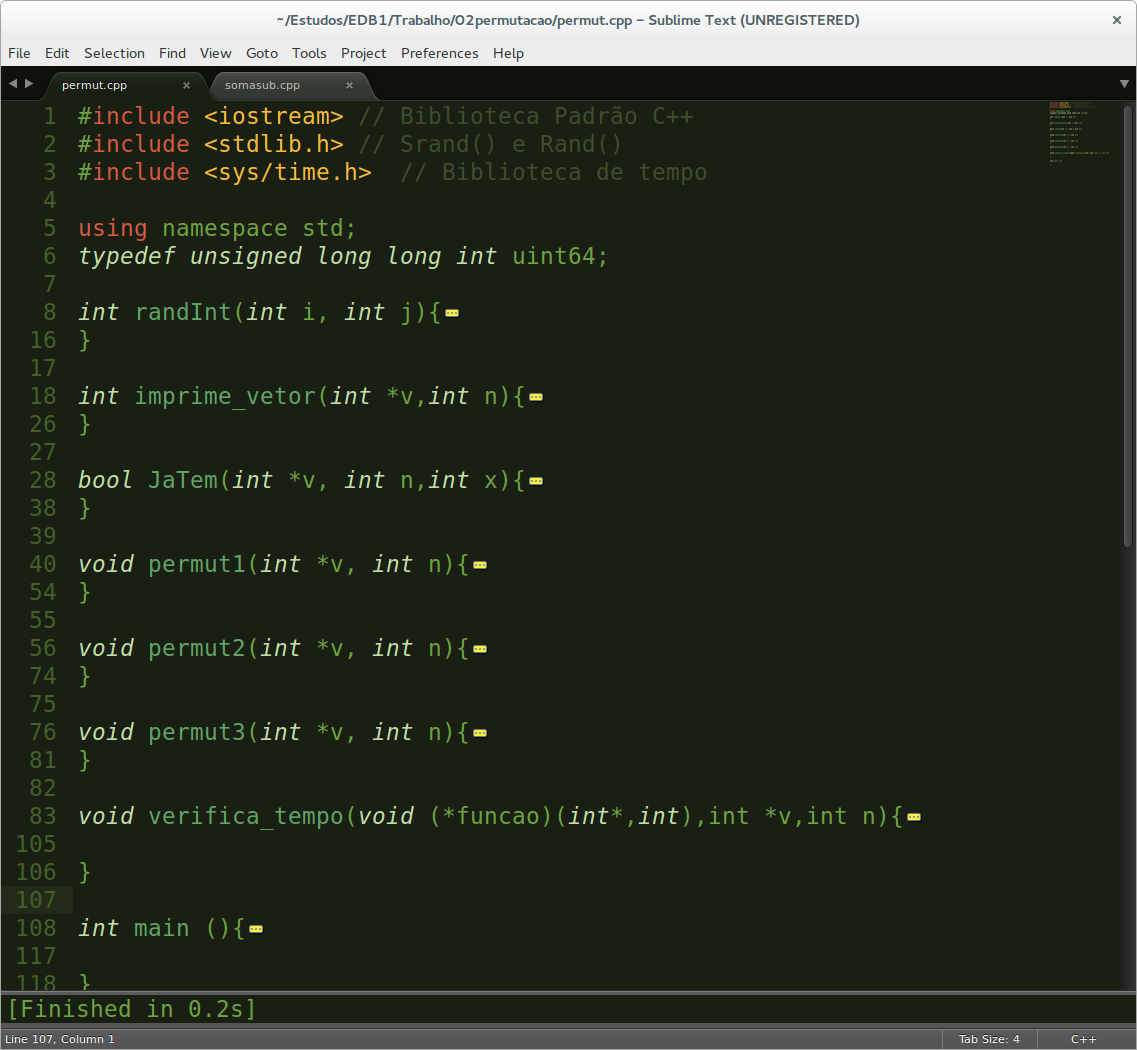 ~/Estudos/EDB1/Trabalho/O2permutacao/permut.cpp – Sublime Text (UNREGISTERED) ×
File Edit Selection Find View Goto Tools Project Preferences Help
permut.cpp × somasub.cpp ×
1 #include <iostream> // Biblioteca Padrão C++
2 #include <stdlib.h> // Srand() e Rand()
3 #include <sys/time.h>  // Biblioteca de tempo
4
5 using namespace std;
6 typedef unsigned long long int uint64;
7
8 int randInt(int i, int j){
16 }
17
18 int imprime_vetor(int *v,int n){
26 }
27
28 bool JaTem(int *v, int n,int x){
38 }
39
40 void permut1(int *v, int n){
54 }
55
56 void permut2(int *v, int n){
74 }
75
76 void permut3(int *v, int n){
81 }
82
83 void verifica_tempo(void (*funcao)(int*,int),int *v,int n){
105
106 }
107
108 int main (){
117
118 }
[Finished in 0.2s]
Line 107, Column 1 Tab Size: 4 C++